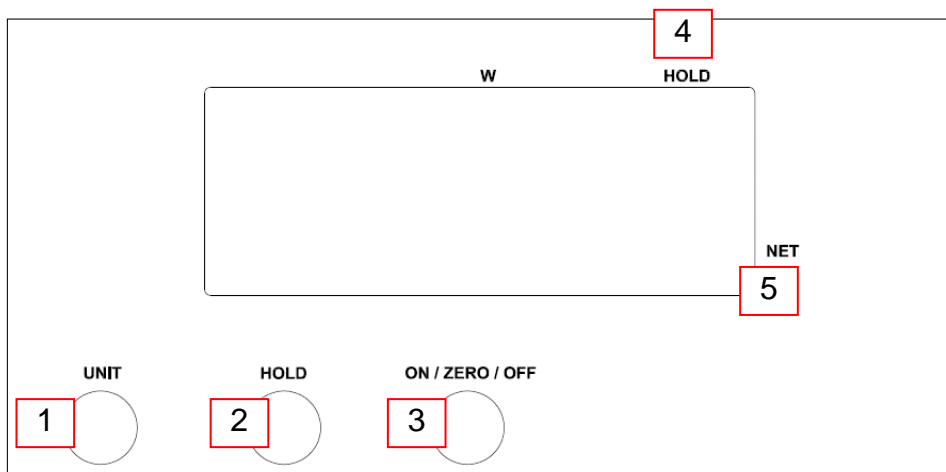 4
W HOLD
NET
5
UNIT HOLD ON / ZERO / OFF
1 2 3